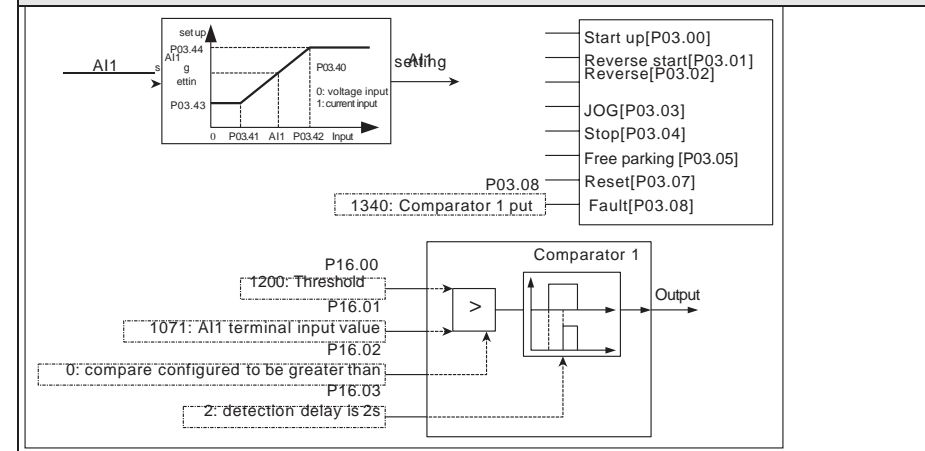 set up
P03.44
AI1
s g
ettin
P03.43
AI1
P03.40
0: voltage input
1: current input
0 P03.41 AI1 P03.42 Input
AI1
setting
Start up[P03.00]
Reverse start[P03.01]
Reverse[P03.02]
JOG[P03.03]
Stop[P03.04]
Free parking [P03.05]
Reset[P03.07]
Fault[P03.08]
P03.08
1340: Comparator 1 put
Comparator 1
P16.00
1200: Threshold
P16.01
1071: AI1 terminal input value
P16.02
0: compare configured to be greater than
P16.03
2: detection delay is 2s
>
Output